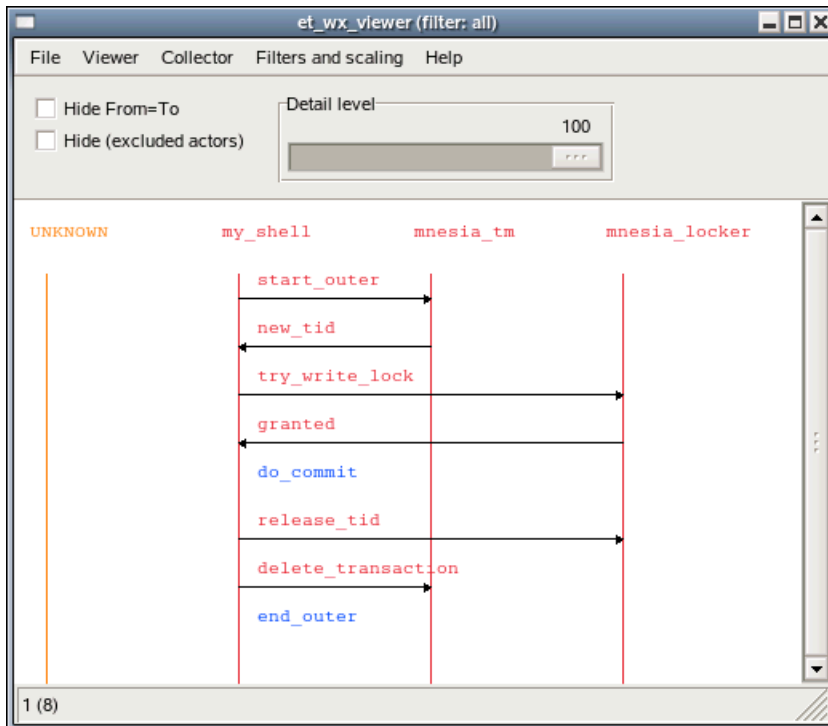 et_wx_viewer (filter: all)
File Viewer Collector Filters and scaling Help
Hide From=To
Hide (excluded actors)
Detail level
100
UNKNOWN my_shell mnesia_tm mnesia_locker
start_outer
new_tid
try_write_lock
granted
do_commit
release_tid
delete_transaction
end_outer
1 (8)